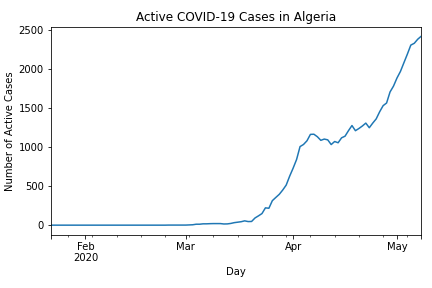 Active COVID-19 Cases in Algeria
Number of Active Cases
2500
2000
1500
1000
500
0
Feb
2020
Mar
Apr
May
Day